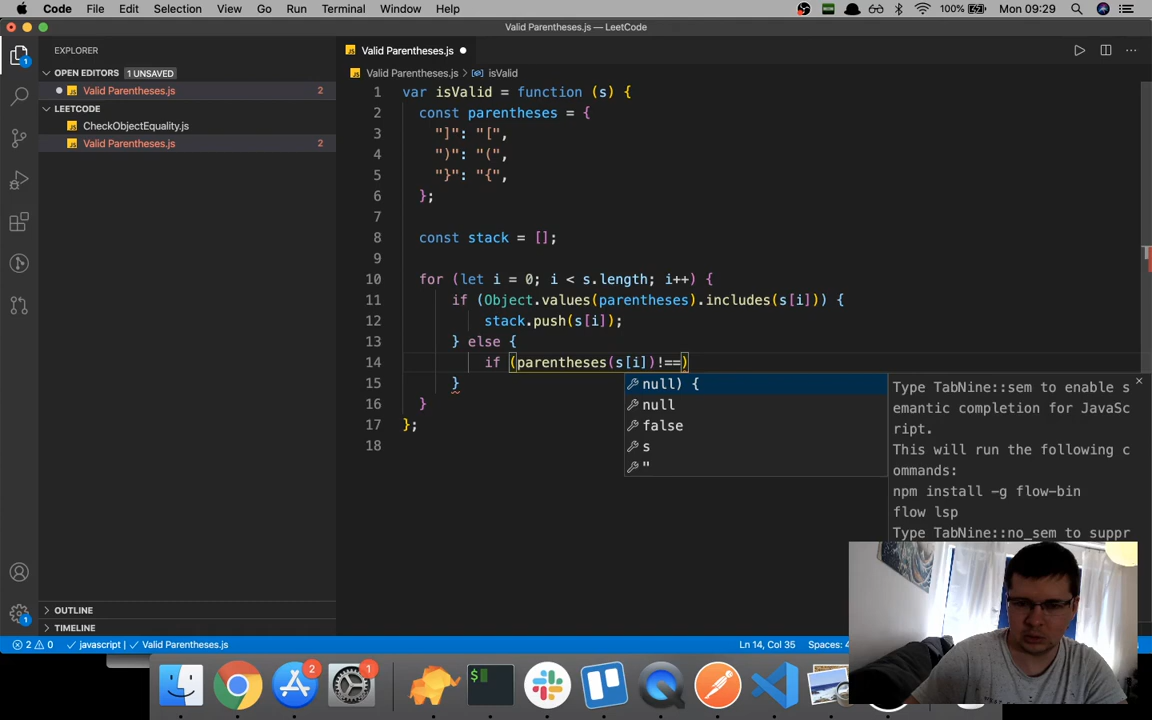 Code File Edit Selection View Go Run Terminal Window Help 100% Mon 09:29
Valid Parentheses.js — LeetCode
EXPLORER
OPEN EDITORS 1 UNSAVED
Valid Parentheses.js 2
LEETCODE
CheckObjectEquality.js
Valid Parentheses.js 2
OUTLINE
TIMELINE
Valid Parentheses.js
Valid Parentheses.js > isValid
1 var isValid = function (s) {
2 const parentheses = {
3 "]": "[",
4 ")": "(",
5 "}": "{",
6 };
7
8 const stack = [];
9
10 for (let i = 0; i < s.length; i++) {
11 if (Object.values(parentheses).includes(s[i])) {
12 stack.push(s[i]);
13 } else {
14 if (parentheses(s[i])!==)
15 }
16 }
17 };
18
null) {
null
false
s
"
Type TabNine::sem to enable s
emantic completion for JavaSc
ript.
This will run the following c
ommands:
npm install -g flow-bin
flow lsp
Type TabNine::no_sem to suppr
1
1
2 0 javascript | Valid Parentheses.js Ln 14, Col 35 Spaces:
2
1
$